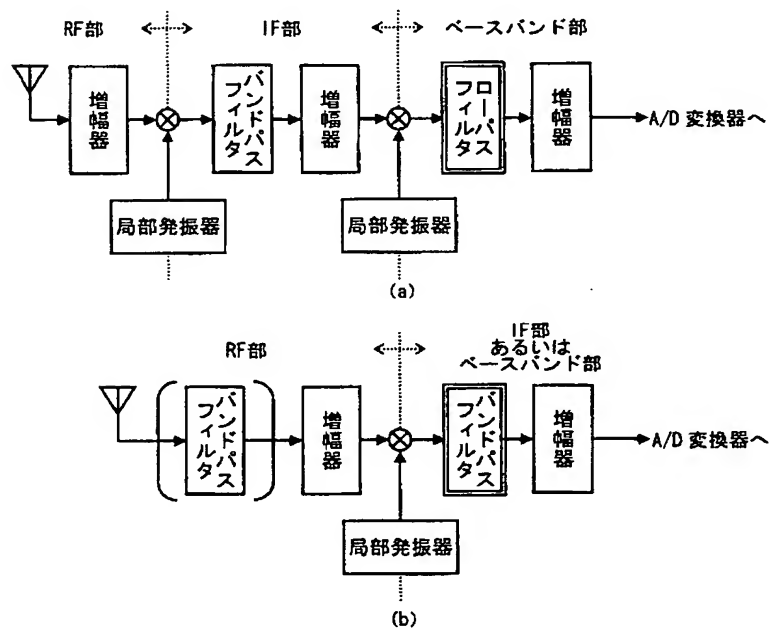 RF部
IF部
ベースバンド部
増幅器
バンドパスフィルタ
増幅器
ローパスフィルタ
増幅器
A/D 変換器へ
局部発振器
局部発振器
(a)
RF部
IF部
あるいは
ベースバンド部
バンドパスフィルタ
増幅器
バンドパスフィルタ
増幅器
A/D 変換器へ
局部発振器
(b)